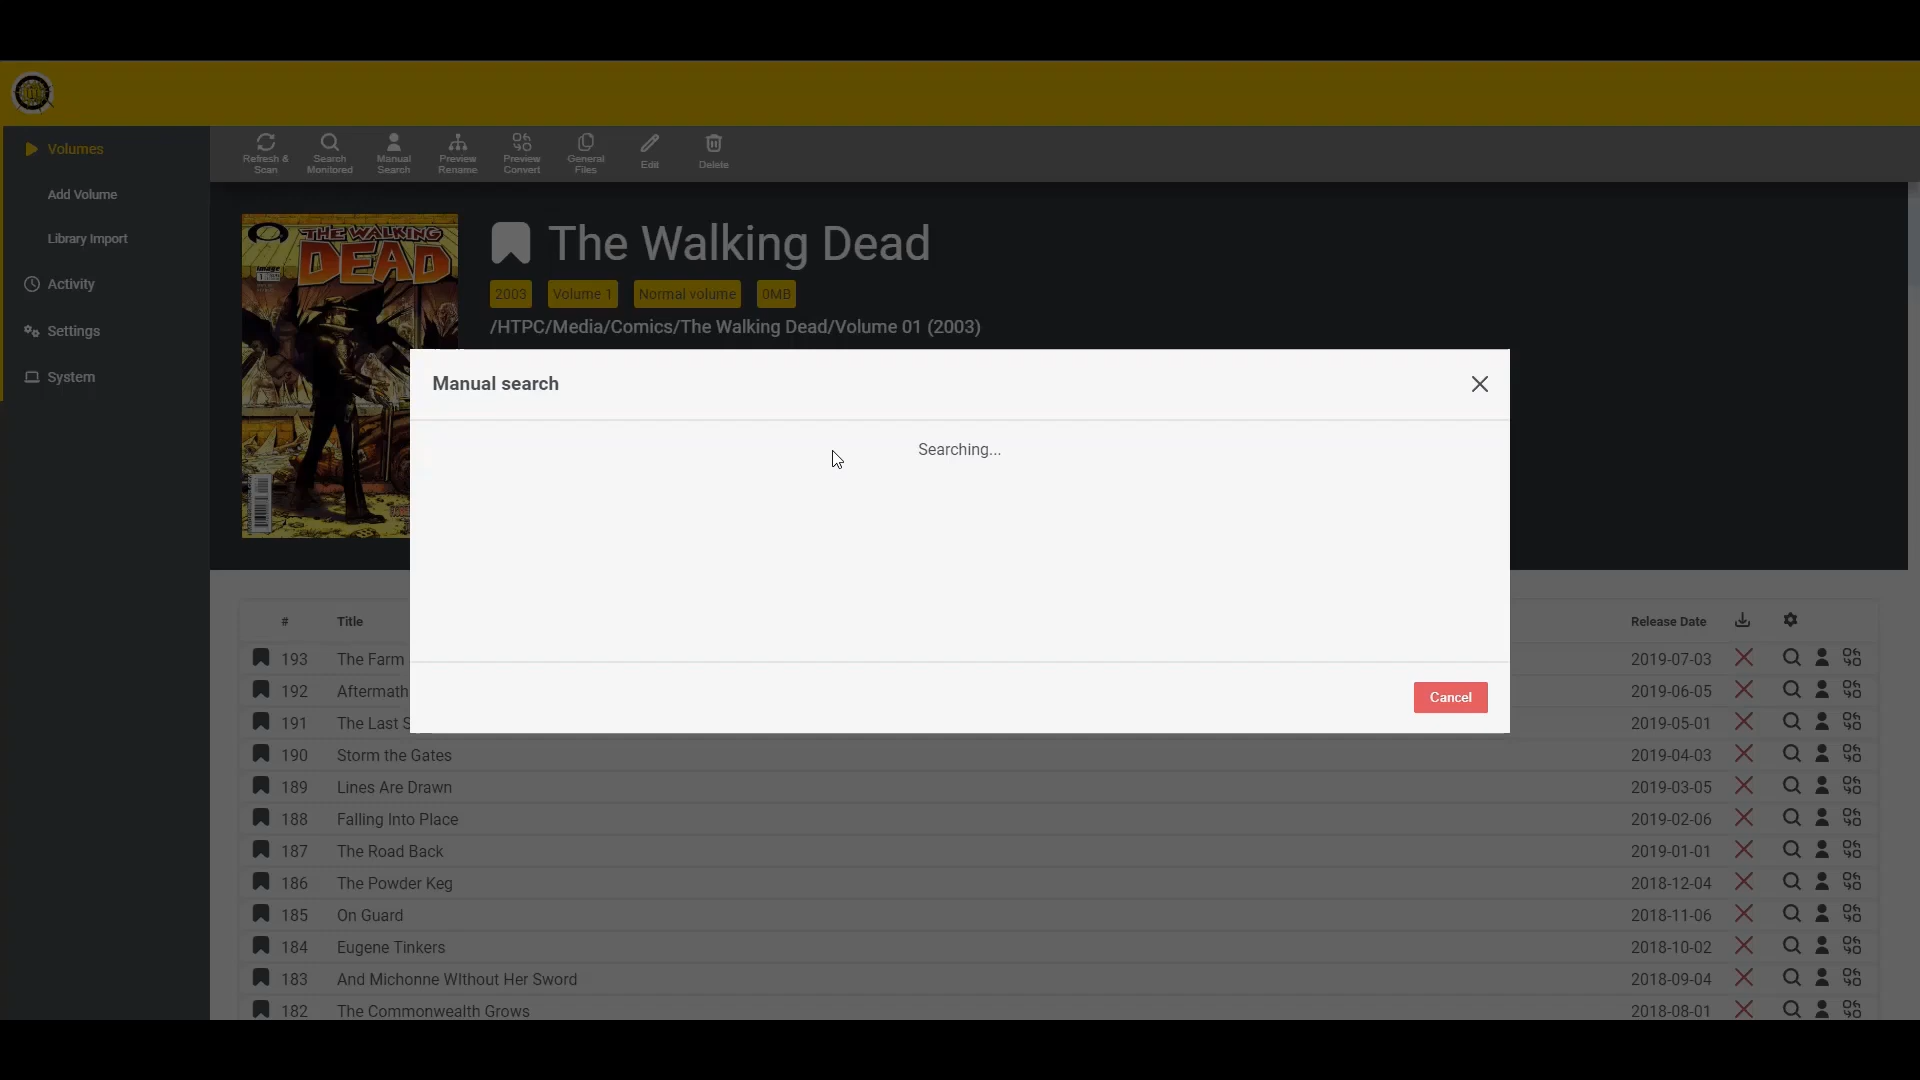 Volumes
Add Volume
Library Import
Activity
Settings
System
Refresh & Scan
Search Monitored
Manual Search
Preview Rename
Preview Convert
General Files
Edit
Delete
image
THE WALKING
DEAD
The Walking Dead
2003 Volume 1 Normal volume 0MB
/HTPC/Media/Comics/The Walking Dead/Volume 01 (2003)
Manual search
Searching...
Cancel
# Title Release Date
193 The Farm 2019-07-03
192 Aftermath 2019-06-05
191 The Last S 2019-05-01
190 Storm the Gates 2019-04-03
189 Lines Are Drawn 2019-03-05
188 Falling Into Place 2019-02-06
187 The Road Back 2019-01-01
186 The Powder Keg 2018-12-04
185 On Guard 2018-11-06
184 Eugene Tinkers 2018-10-02
183 And Michonne WIthout Her Sword 2018-09-04
182 The Commonwealth Grows 2018-08-01